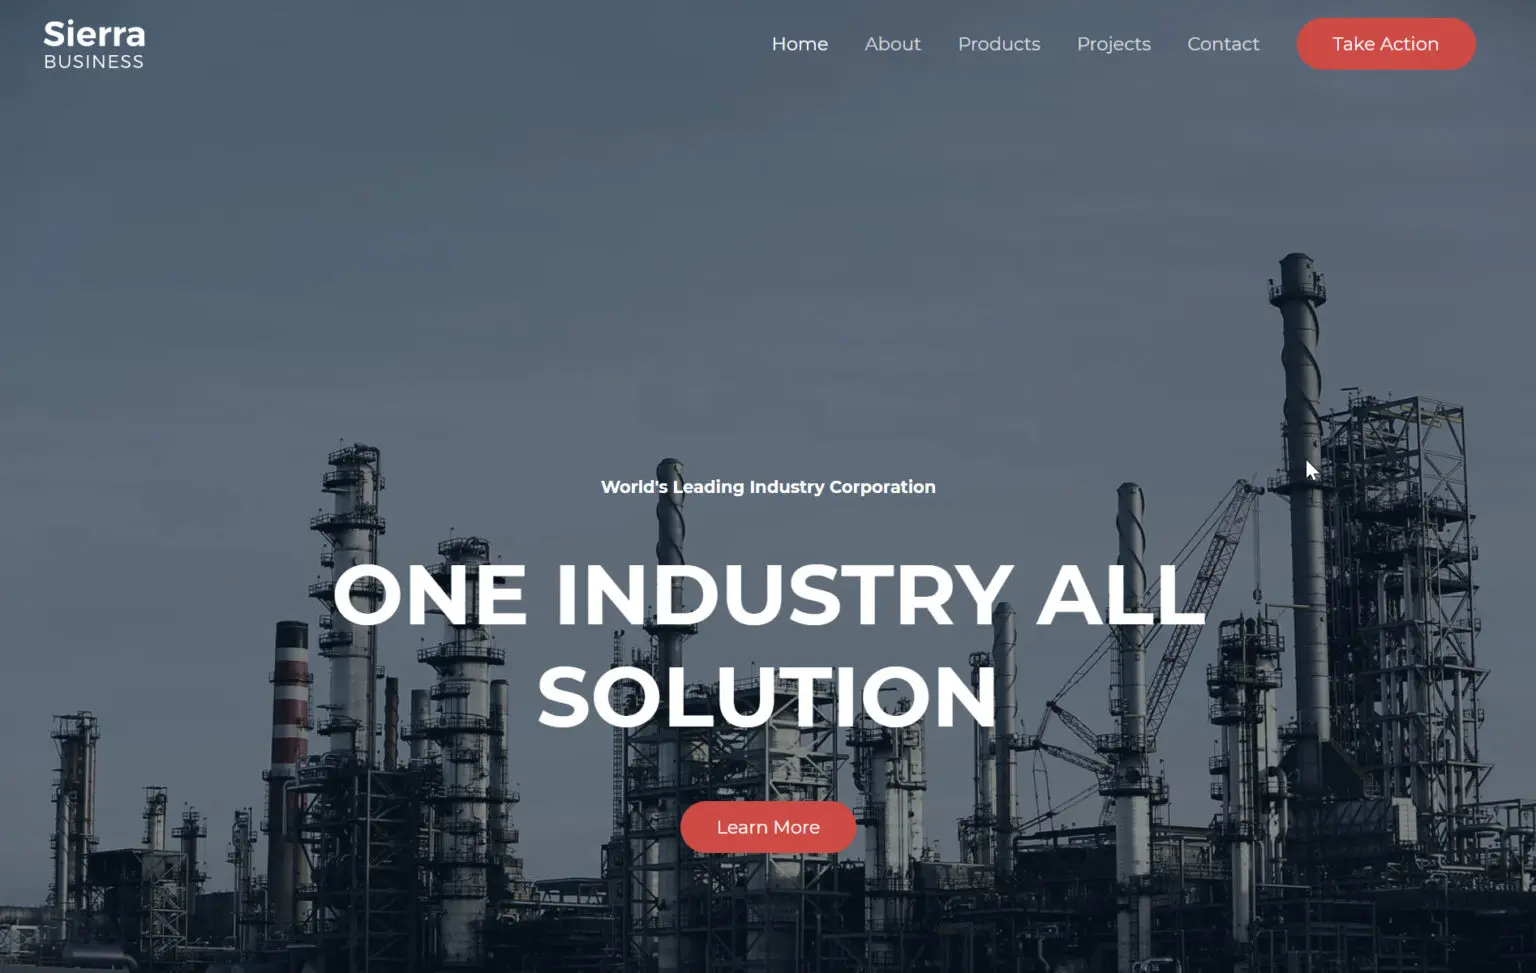 Sierra
BUSINESS
Home About Products Projects Contact Take Action
World's Leading Industry Corporation
ONE INDUSTRY ALL
SOLUTION
Learn More